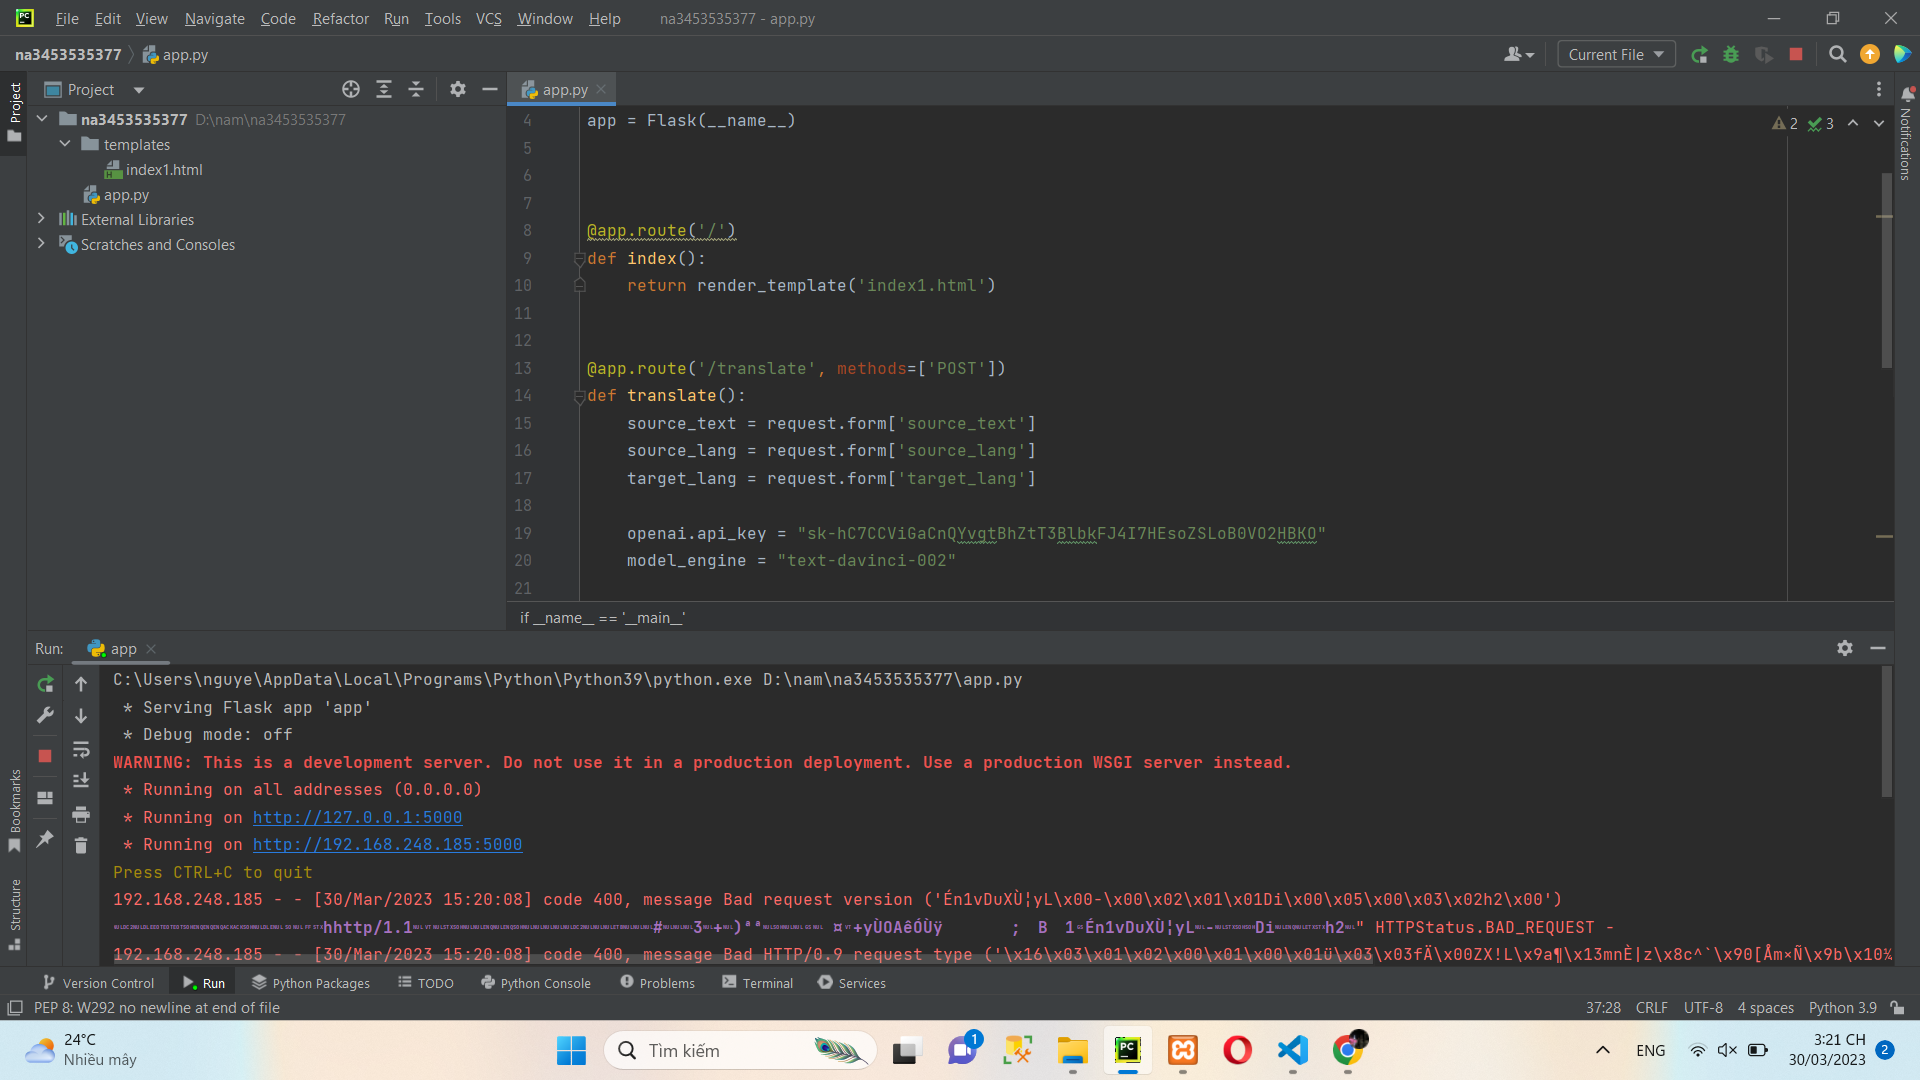 File Edit View Navigate Code Refactor Run Tools VCS Window Help na3453535377 - app.py
na3453535377 app.py Current File
Project
Project
na3453535377 D:\nam\na3453535377
templates
index1.html
app.py
External Libraries
Scratches and Consoles
app.py
2 3
Notifications
4 app = Flask(__name__)
5
6
7
8 @app.route('/')
9 def index():
10 return render_template('index1.html')
11
12
13 @app.route('/translate', methods=['POST'])
14 def translate():
15 source_text = request.form['source_text']
16 source_lang = request.form['source_lang']
17 target_lang = request.form['target_lang']
18
19 openai.api_key = "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"
20 model_engine = "text-davinci-002"
21
if __name__ == '__main__'
Run: app
C:\Users\nguye\AppData\Local\Programs\Python\Python39\python.exe D:\nam\na3453535377\app.py
* Serving Flask app 'app'
* Debug mode: off
WARNING: This is a development server. Do not use it in a production deployment. Use a production WSGI server instead.
* Running on all addresses (0.0.0.0)
* Running on http://127.0.0.1:5000
* Running on http://192.168.248.185:5000
Press CTRL+C to quit
192.168.248.185 - - [30/Mar/2023 15:20:08] code 400, message Bad request version ('Én1vDuXÙ¦yL\x00-\x00\x02\x01\x01Di\x00\x05\x00\x03\x02h2\x00')
hhttp/1.1 # 3 + )ªª ¤ +yÙOAêÓÙÿ ; B 1 Én1vDuXÙ¦yL - Di h2 " HTTPStatus.BAD_REQUEST -
192.168.248.185 - - [30/Mar/2023 15:20:08] code 400, message Bad HTTP/0.9 request type ('\x16\x03\x01\x02\x00\x01\x00\x01ü\x03\x03fÄ\x00ZX!L\x9a¶\x13mnÈ|z\x8c^`\x90[Åm×Ñ\x9b\x10¾
Bookmarks
Structure
Version Control Run Python Packages TODO Python Console Problems Terminal Services
PEP 8: W292 no newline at end of file 37:28 CRLF UTF-8 4 spaces Python 3.9
24°C
Nhiều mây
Tìm kiếm
1
PC
ENG
3:21 CH
30/03/2023
2